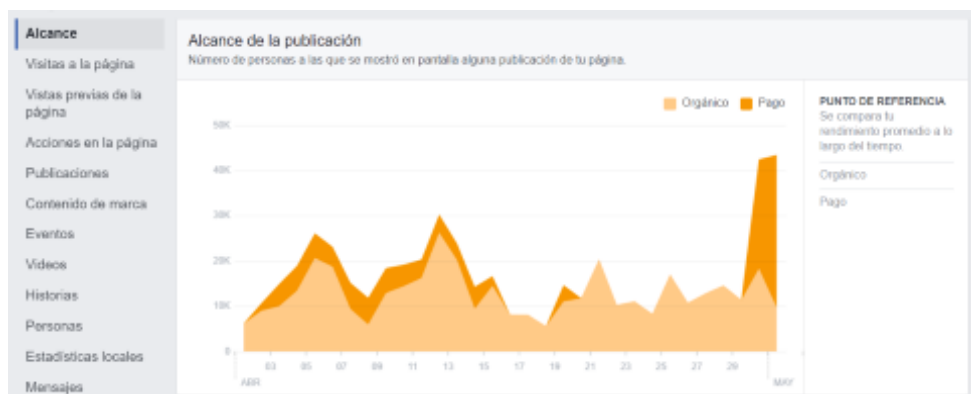 Alcance
Visitas a la página
Vistas previas de la
página
Acciones en la página
Publicaciones
Contenido de marca
Eventos
Videos
Historias
Personas
Estadísticas locales
Mensajes
Alcance de la publicación
Número de personas a las que se mostró en pantalla alguna publicación de tu página.
Orgánico Pago
50K
40K
30K
20K
10K
0
03 05 07 09 11 13 15 17 19 21 23 25 27 29
ABR MAY
PUNTO DE REFERENCIA
Se compara tu
rendimiento promedio a lo
largo del tiempo.
Orgánico
Pago